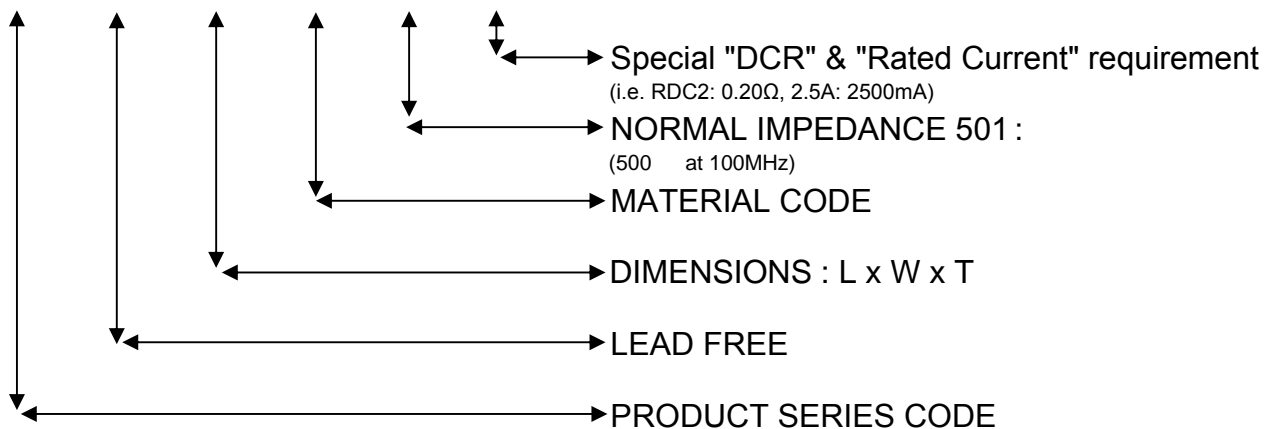 Special "DCR" & "Rated Current" requirement
(i.e. RDC2: 0.20Ω, 2.5A: 2500mA)
NORMAL IMPEDANCE 501 :
(500 at 100MHz)
MATERIAL CODE
DIMENSIONS : L x W x T
LEAD FREE
PRODUCT SERIES CODE